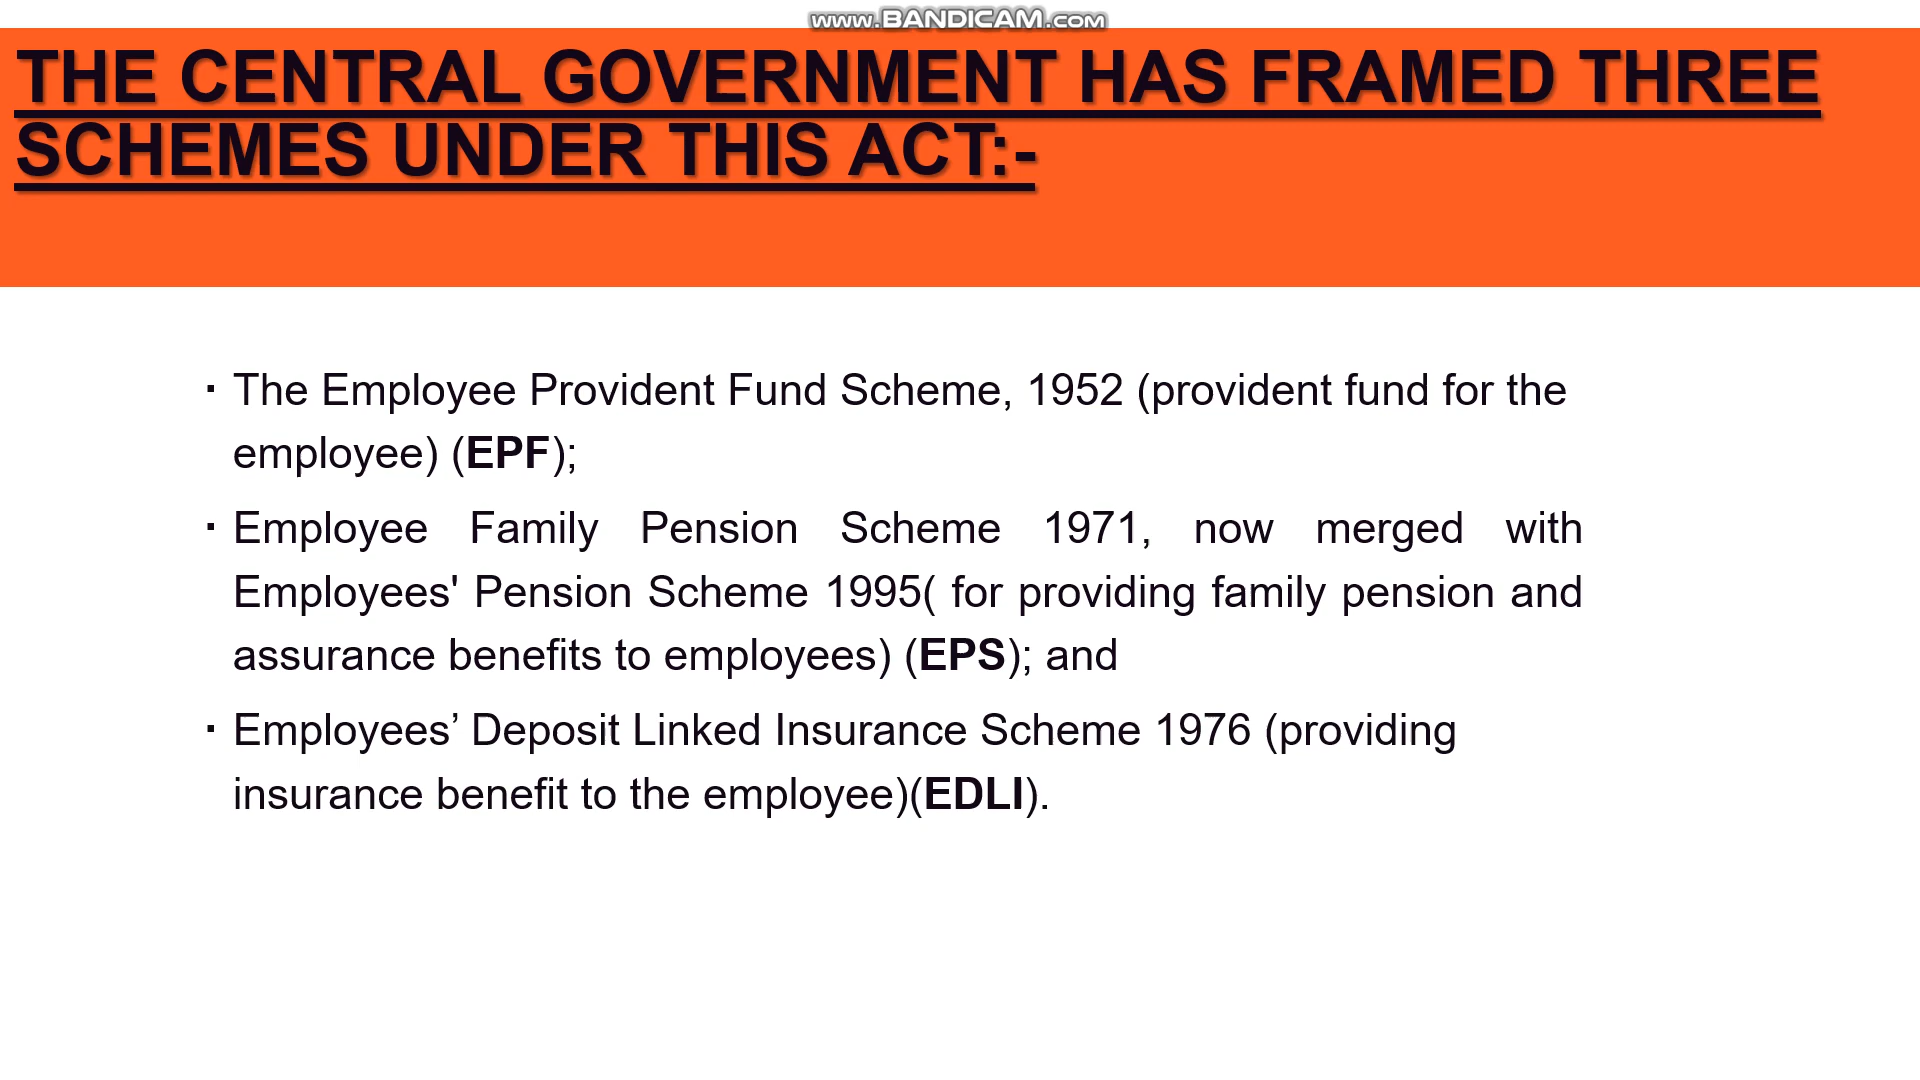 www.BANDICAM.com
THE CENTRAL GOVERNMENT HAS FRAMED THREE
SCHEMES UNDER THIS ACT:-
▪ The Employee Provident Fund Scheme, 1952 (provident fund for the
employee) (EPF);
▪ Employee Family Pension Scheme 1971, now merged with
Employees' Pension Scheme 1995( for providing family pension and
assurance benefits to employees) (EPS); and
▪ Employees’ Deposit Linked Insurance Scheme 1976 (providing
insurance benefit to the employee)(EDLI).